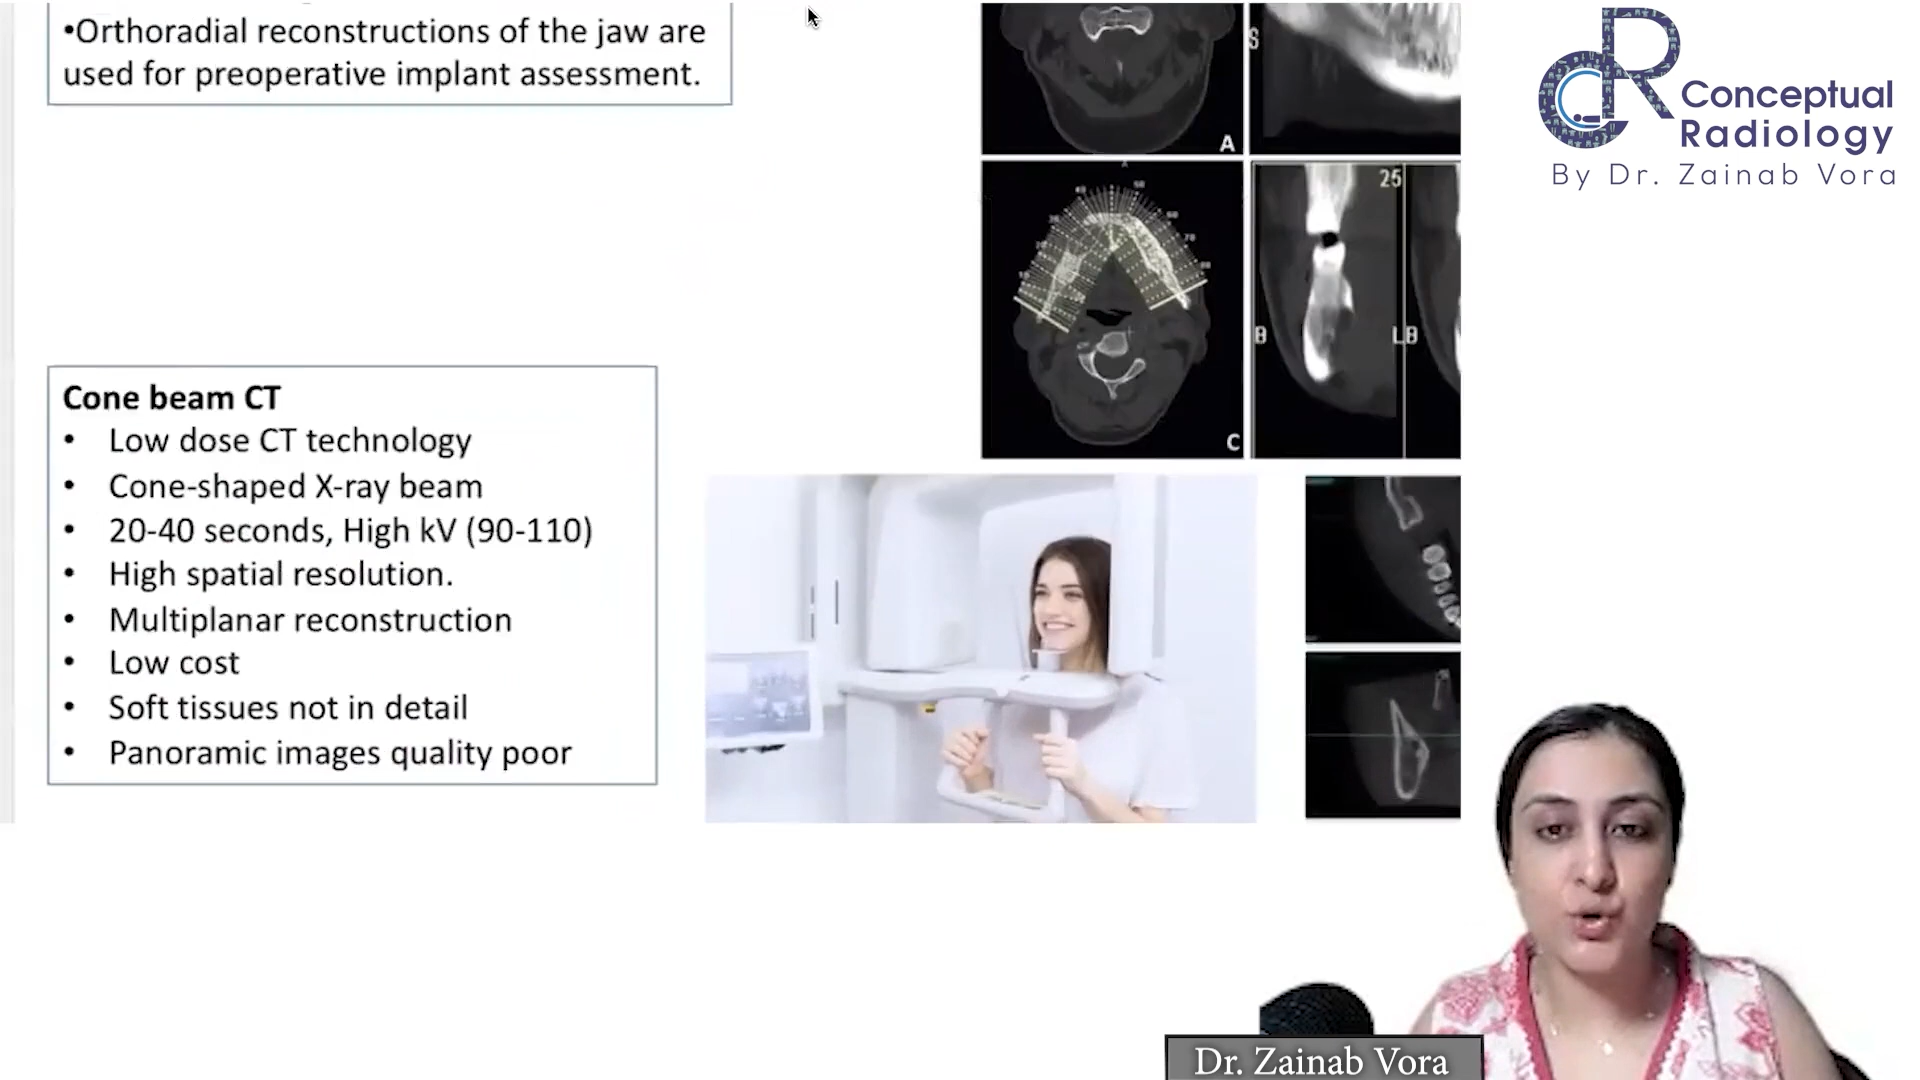 •Orthoradial reconstructions of the jaw are
used for preoperative implant assessment.
S
A
Conceptual
Radiology
By Dr. Zainab Vora
A
25
B
LB
C
Cone beam CT
• Low dose CT technology
• Cone-shaped X-ray beam
• 20-40 seconds, High kV (90-110)
• High spatial resolution.
• Multiplanar reconstruction
• Low cost
• Soft tissues not in detail
• Panoramic images quality poor
Dr. Zainab Vora